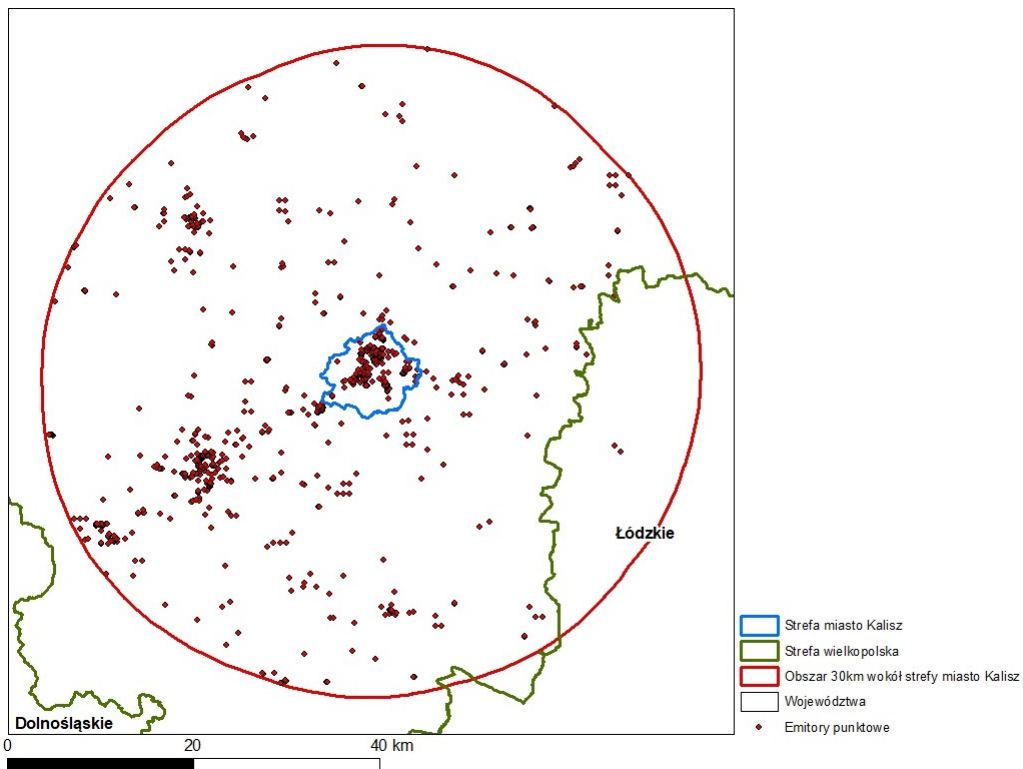 Łódzkie
Strefa miasto Kalisz
Strefa wielkopolska
Obszar 30km wokół strefy miasto Kalisz
Województwa
Emitory punktowe
Dolnośląskie
0 20 40 km